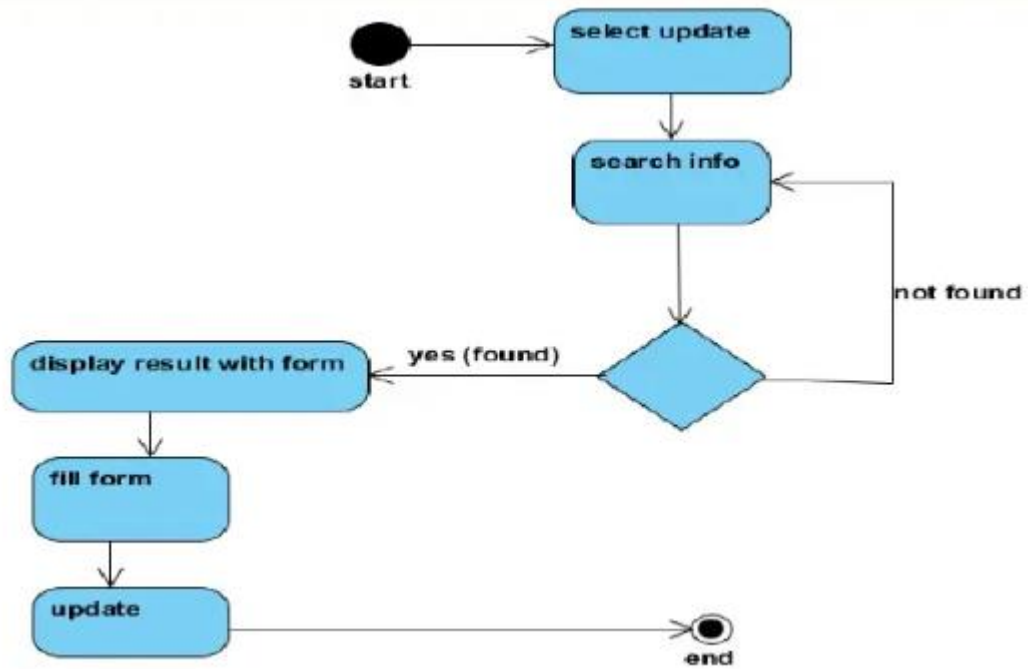 select update
start
search info
not found
yes (found)
display result with form
fill form
update
end